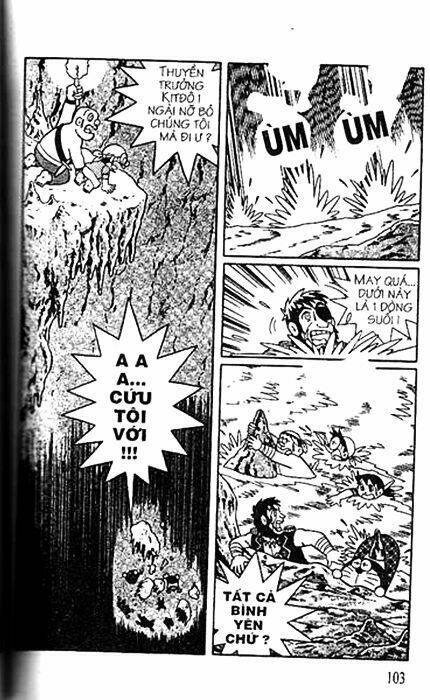 THUYỀN
TRƯỞNG
KÍTĐÔ!
NGÀI NỠ BỎ
CHÚNG TÔI
MÀ ĐI Ư?
A A
A...
CỨU
TÔI
VỚI
!!!
ÙM
ÙM
MAY QUÁ...
DƯỚI NÀY
LÀ 1 DÒNG
SUỐI!
TẤT CẢ
BÌNH
YÊN
CHỨ?
103